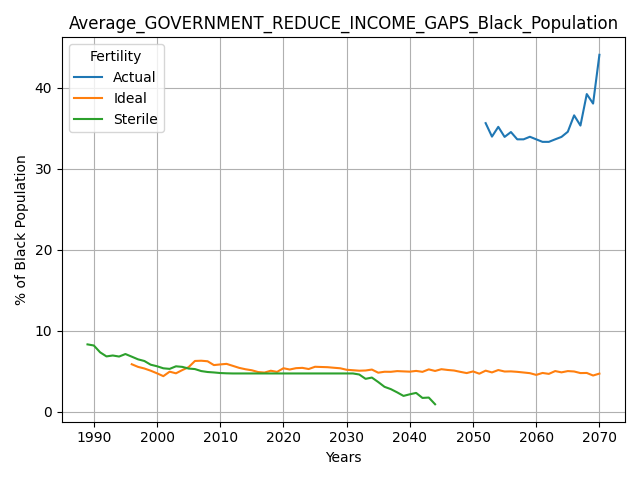 Average_GOVERNMENT_REDUCE_INCOME_GAPS_Black_Population
Fertility
Actual
Ideal
Sterile
% of Black Population
40
30
20
10
0
1990 2000 2010 2020 2030 2040 2050 2060 2070
Years